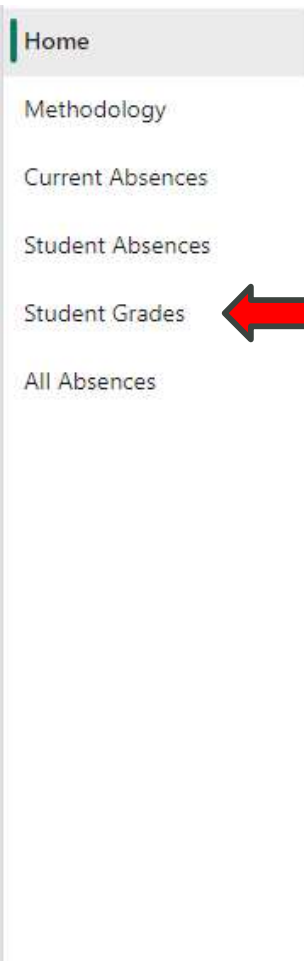 Home
Methodology
Current Absences
Student Absences
Student Grades
All Absences